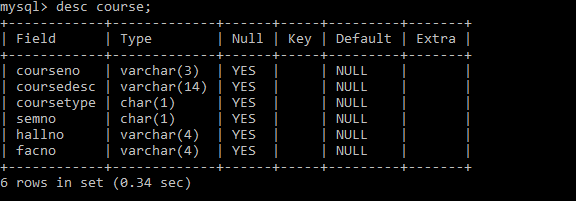 mysql> desc course;
+------------+-------------+------+-----+---------+-------+
| Field      | Type        | Null | Key | Default | Extra |
+------------+-------------+------+-----+---------+-------+
| courseno   | varchar(3)  | YES  |     | NULL    |       |
| coursedesc | varchar(14) | YES  |     | NULL    |       |
| coursetype | char(1)     | YES  |     | NULL    |       |
| semno      | char(1)     | YES  |     | NULL    |       |
| hallno     | varchar(4)  | YES  |     | NULL    |       |
| facno      | varchar(4)  | YES  |     | NULL    |       |
+------------+-------------+------+-----+---------+-------+
6 rows in set (0.34 sec)